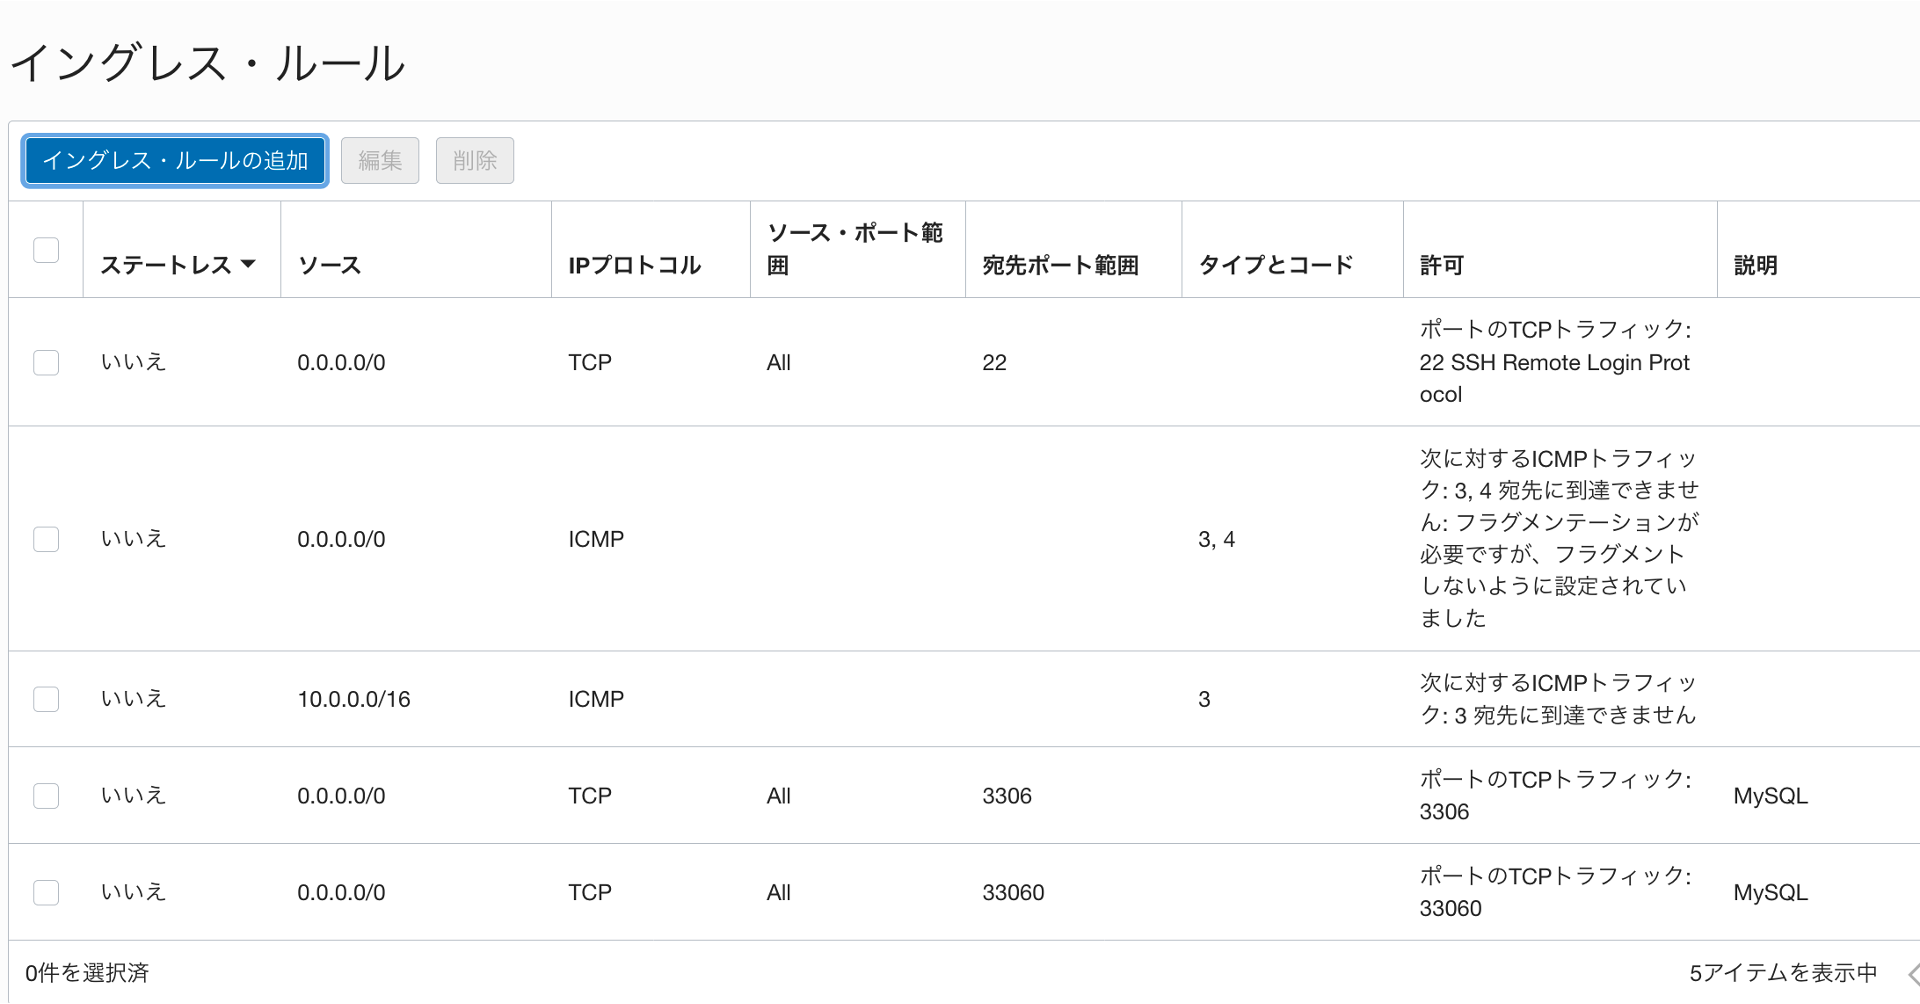 イングレス・ルール
イングレス・ルールの追加 編集 削除
ステートレス ソース IPプロトコル ソース・ポート範囲 宛先ポート範囲 タイプとコード 許可 説明
いいえ 0.0.0.0/0 TCP All 22 ポートのTCPトラフィック: 22 SSH Remote Login Protocol
いいえ 0.0.0.0/0 ICMP 3, 4 次に対するICMPトラフィック: 3, 4 宛先に到達できません: フラグメンテーションが必要ですが、フラグメントしないように設定されていました
いいえ 10.0.0.0/16 ICMP 3 次に対するICMPトラフィック: 3 宛先に到達できません
いいえ 0.0.0.0/0 TCP All 3306 ポートのTCPトラフィック: 3306 MySQL
いいえ 0.0.0.0/0 TCP All 33060 ポートのTCPトラフィック: 33060 MySQL
0件を選択済 5アイテムを表示中